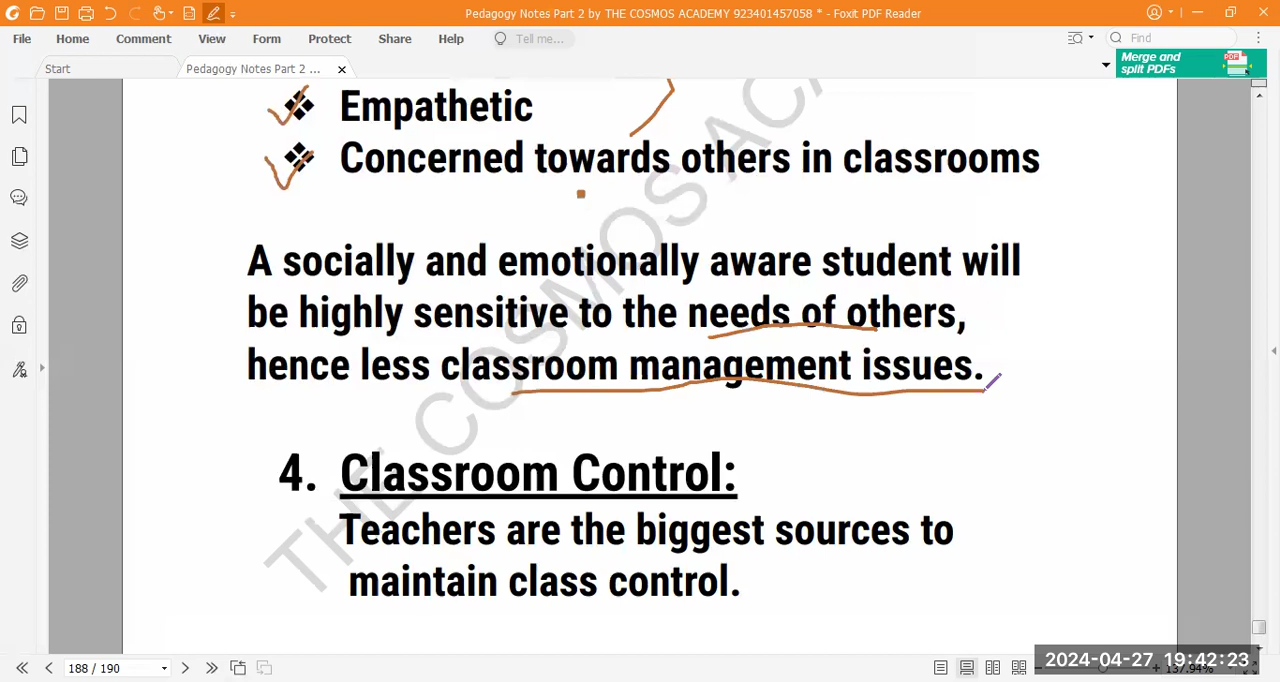 Pedagogy Notes Part 2 by THE COSMOS ACADEMY 923401457058 * - Foxit PDF Reader
File Home Comment View Form Protect Share Help Tell me... Find
Start Pedagogy Notes Part 2 ... Merge and split PDFs
Empathetic
Concerned towards others in classrooms
A socially and emotionally aware student will
be highly sensitive to the needs of others,
hence less classroom management issues.
4. Classroom Control:
Teachers are the biggest sources to
maintain class control.
THE COSMOS ACA
188 / 190
2024-04-27 19:42:23
137.94%